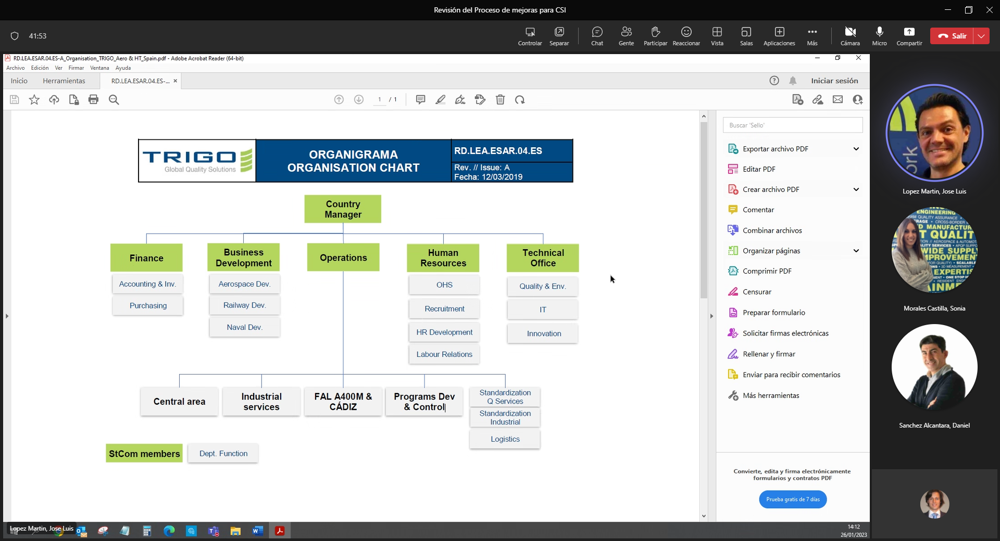 Revisión del Proceso de mejoras para CSI
41:53
Controlar
Separar
Chat
Gente
Participar
Reaccionar
Vista
Salas
Aplicaciones
Más
Cámara
Micro
Compartir
Salir
RD.LEA.ESAR.04.ES-A_Organisation_TRIGO_Aero & HT_Spain.pdf - Adobe Acrobat Reader (64-bit)
Archivo Edición Ver Firmar Ventana Ayuda
Inicio
Herramientas
RD.LEA.ESAR.04.ES-...
Iniciar sesión
1 / 1
TRIGO
Global Quality Solutions
ORGANIGRAMA
ORGANISATION CHART
RD.LEA.ESAR.04.ES
Rev. // Issue: A
Fecha: 12/03/2019
Country
Manager
Finance
Accounting & Inv.
Purchasing
Business
Development
Aerospace Dev.
Railway Dev.
Naval Dev.
Operations
Human
Resources
OHS
Recruitment
HR Development
Labour Relations
Technical
Office
Quality & Env.
IT
Innovation
Central area
Industrial
services
FAL A400M &
CÁDIZ
Programs Dev
& Control
Standardization
Q Services
Standardization
Industrial
Logistics
StCom members
Dept. Function
Buscar 'Sello'
Exportar archivo PDF
Editar PDF
Crear archivo PDF
Comentar
Combinar archivos
Organizar páginas
Comprimir PDF
Censurar
Preparar formulario
Solicitar firmas electrónicas
Rellenar y firmar
Enviar para recibir comentarios
Más herramientas
Convierte, edita y firma electrónicamente
formularios y contratos PDF
Prueba gratis de 7 días
Lopez Martin, Jose Luis
Morales Castilla, Sonia
Sanchez Alcantara, Daniel
Lopez Martin, Jose Luis
14:12
26/01/2023